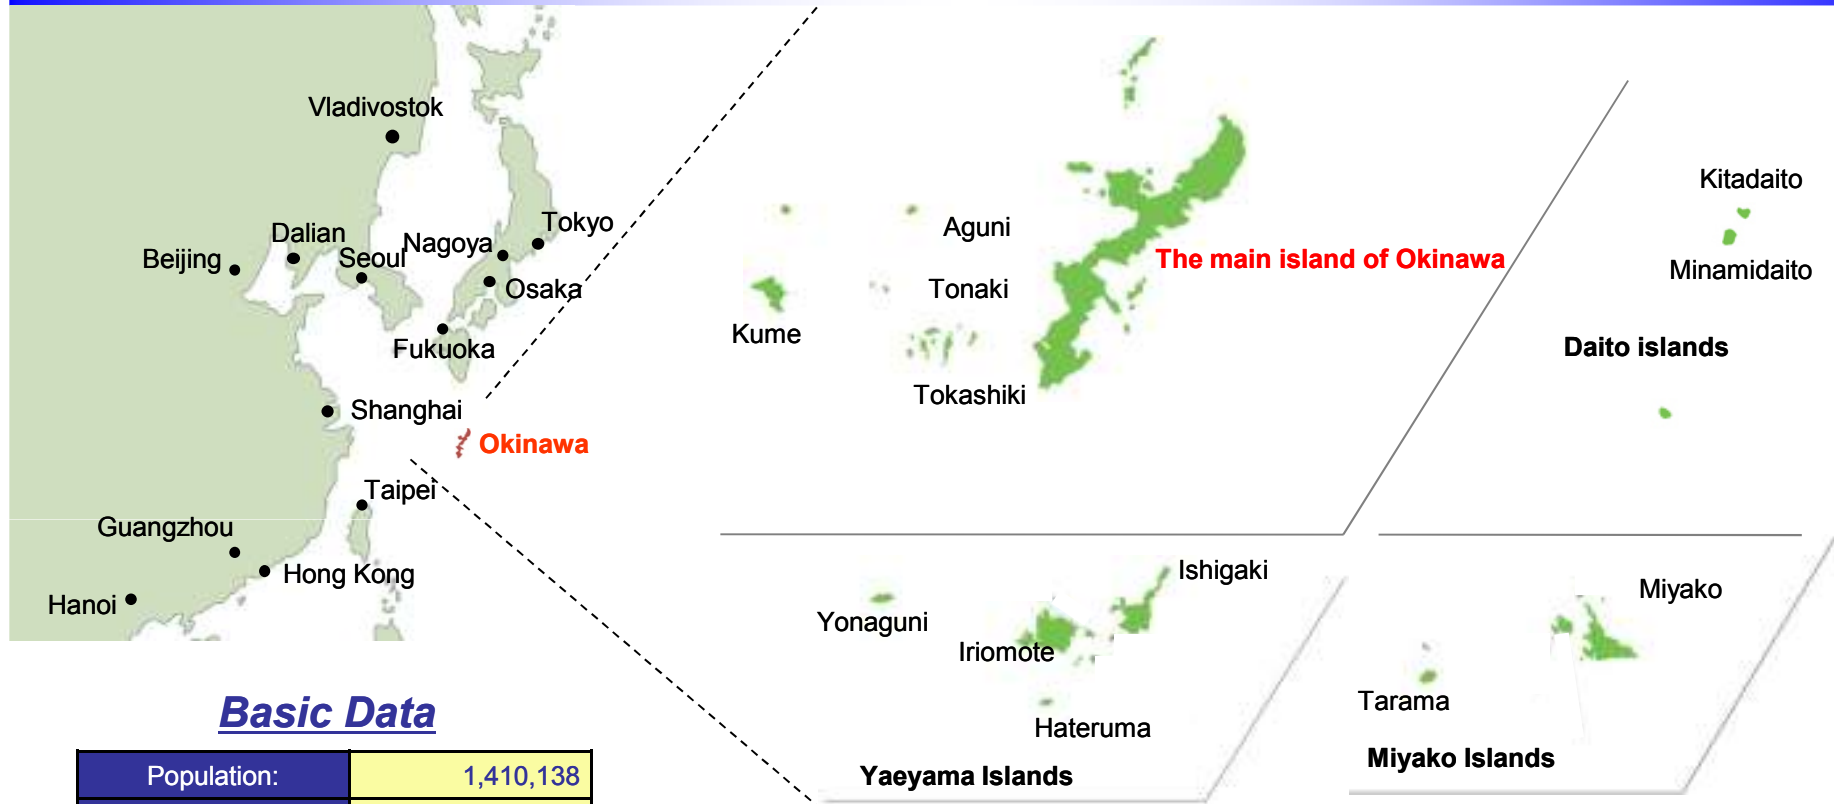 Vladivostok
Tokyo
Dalian
Nagoya
Beijing
Seoul
Osaka
Fukuoka
Shanghai
Okinawa
Taipei
Guangzhou
Hong Kong
Hanoi
Aguni
The main island of Okinawa
Tonaki
Kume
Tokashiki
Kitadaito
Minamidaito
Daito islands
Ishigaki
Yonaguni
Iriomote
Hateruma
Yaeyama Islands
Miyako
Tarama
Miyako Islands
Basic Data
Population: 1,410,138